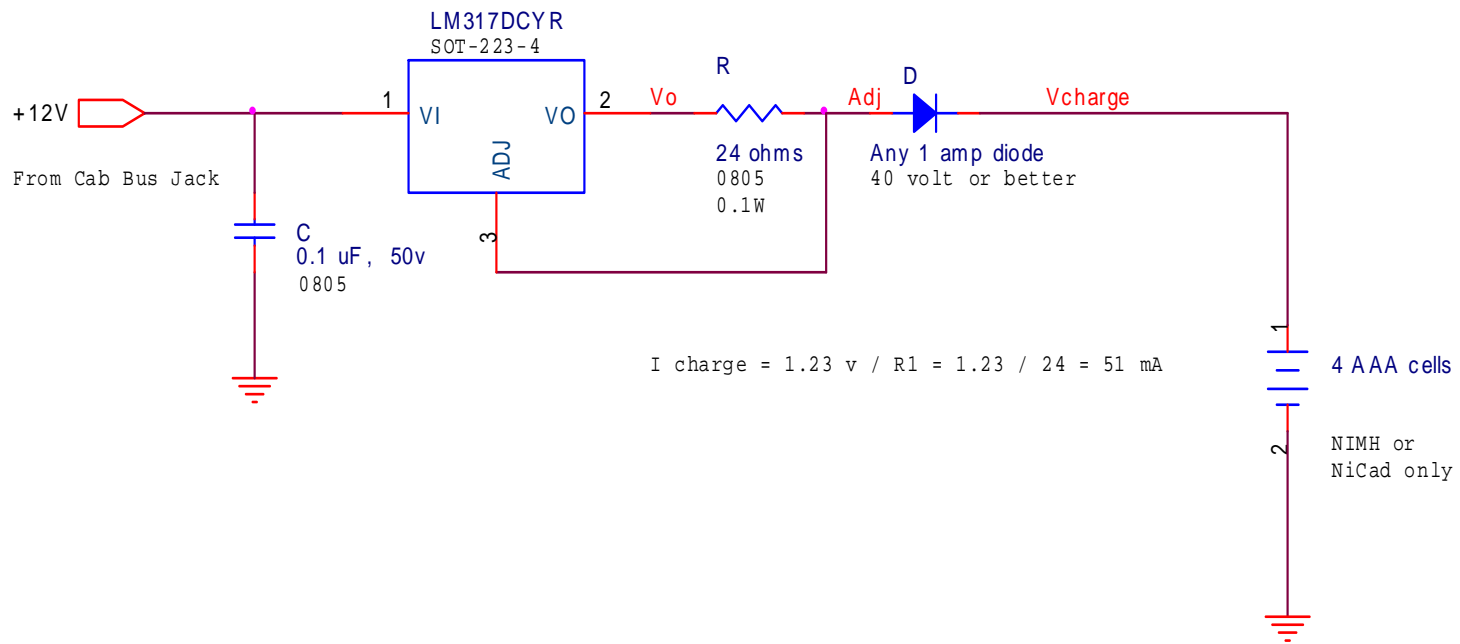 LM317DCYR
SOT-223-4
+12V
From Cab Bus Jack
1
VI
ADJ
VO
2
3
Vo
R
24 ohms
0805
0.1W
Adj
D
Any 1 amp diode
40 volt or better
Vcharge
C
0.1 uF, 50v
0805
I charge = 1.23 v / R1 = 1.23 / 24 = 51 mA
1
4 AAA cells
2
NIMH or
NiCad only